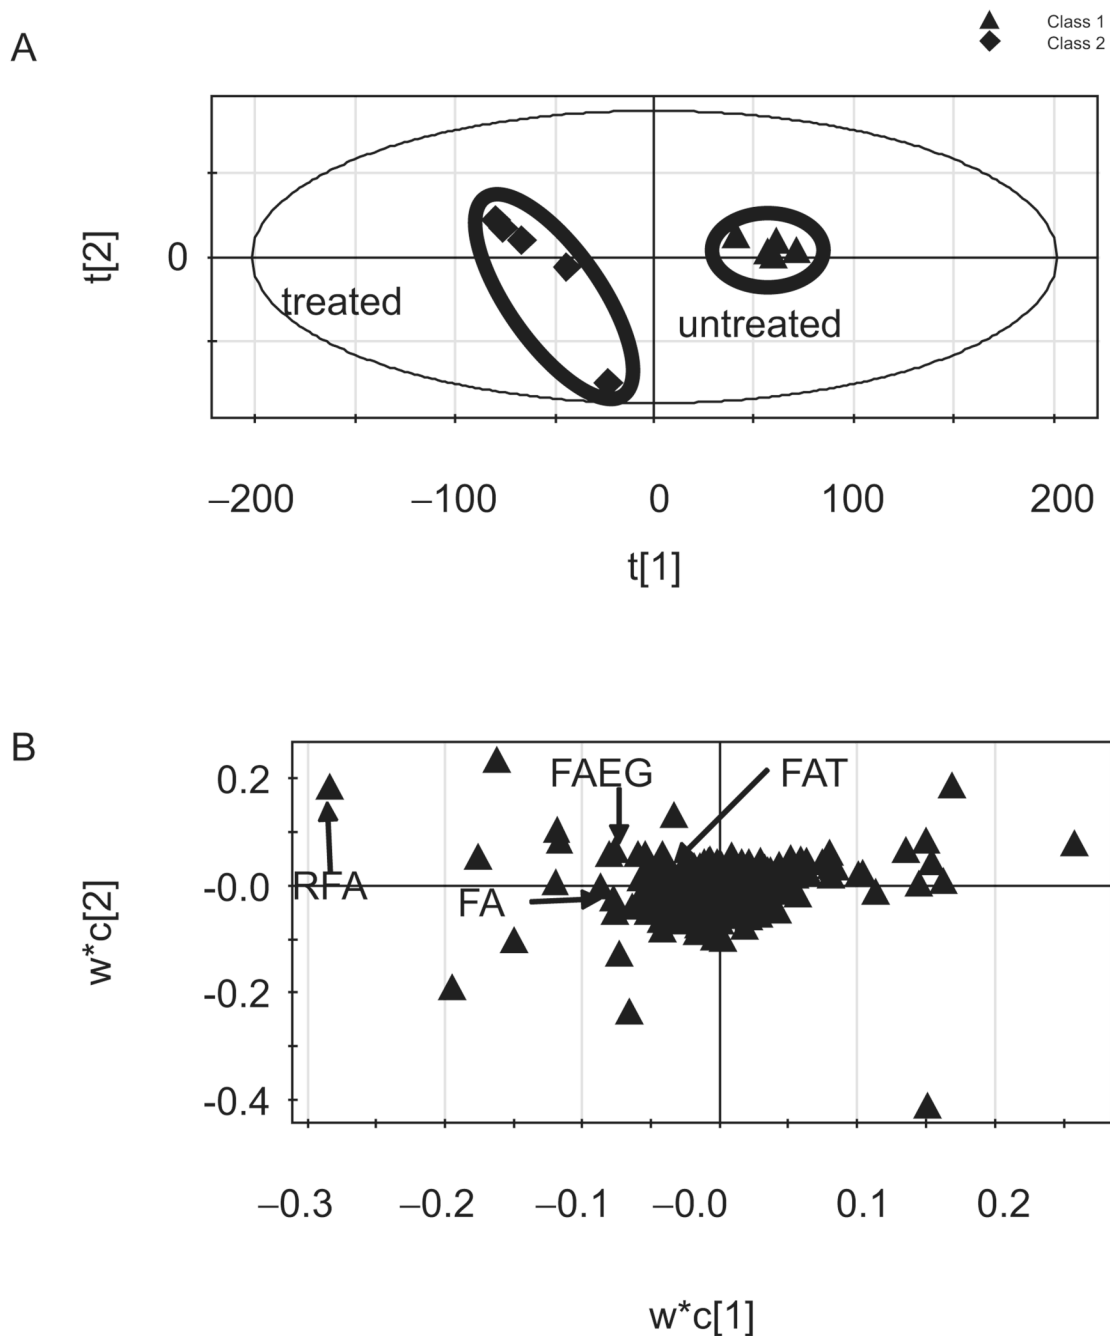 A
Class 1
Class 2
t[2]
0
treated
untreated
–200 –100 0 100 200
t[1]
B
w*c[2]
0.2
-0.0
-0.2
-0.4
FAEG
FAT
RFA
FA
–0.3 –0.2 –0.1 –0.0 0.1 0.2
w*c[1]